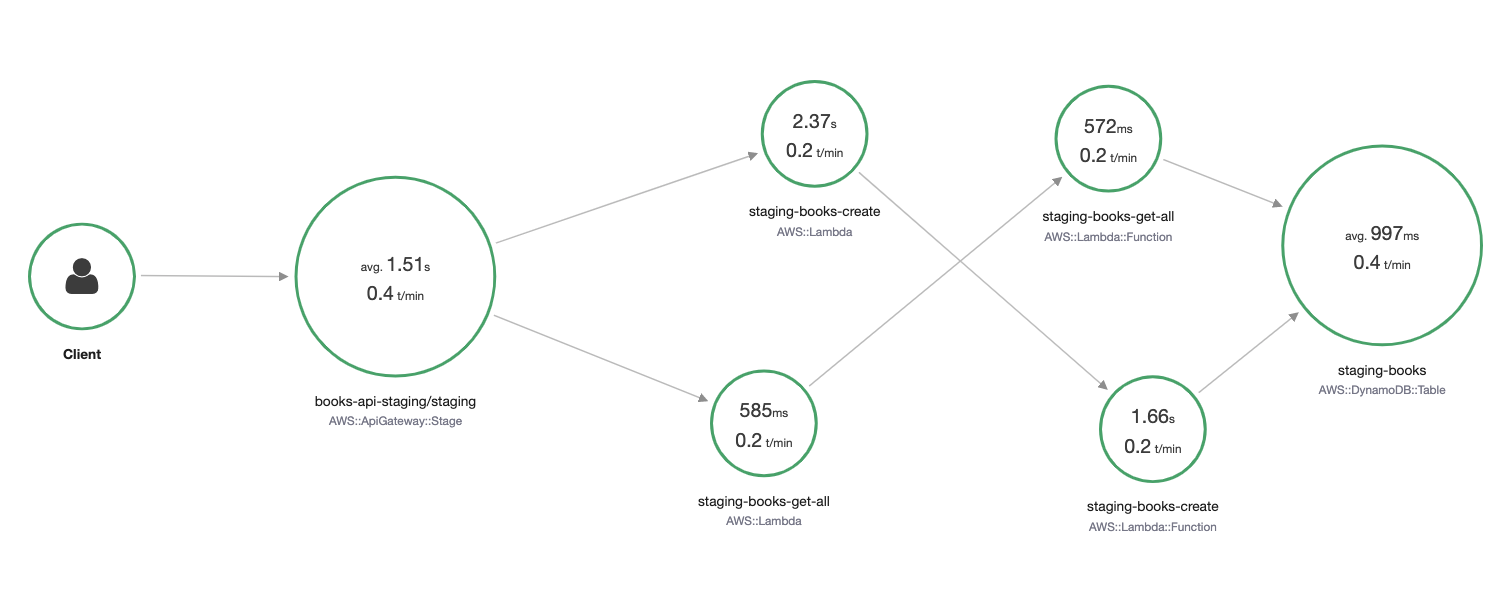 Client
avg. 1.51s
0.4 t/min
books-api-staging/staging
AWS::ApiGateway::Stage
2.37s
0.2 t/min
staging-books-create
AWS::Lambda
585ms
0.2 t/min
staging-books-get-all
AWS::Lambda
572ms
0.2 t/min
staging-books-get-all
AWS::Lambda::Function
1.66s
0.2 t/min
staging-books-create
AWS::Lambda::Function
avg. 997ms
0.4 t/min
staging-books
AWS::DynamoDB::Table